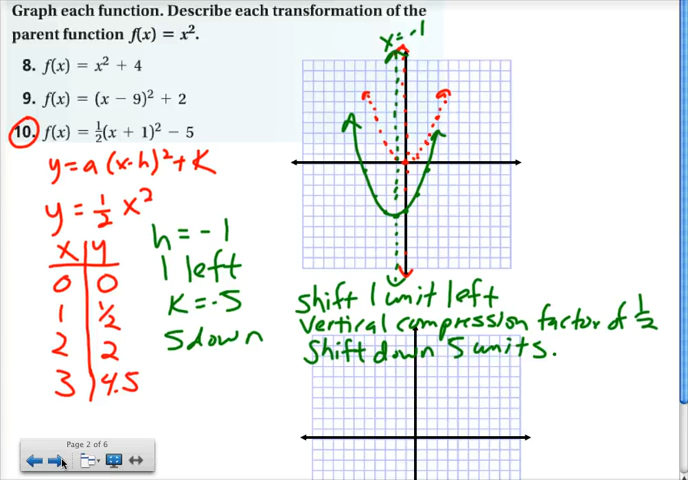 Graph each function. Describe each transformation of the
parent function f(x) = x².
8. f(x) = x² + 4
9. f(x) = (x − 9)² + 2
10. f(x) = ½(x + 1)² − 5
y=a(x-h)²+K
y=½x²
x y
0 0
1 ½
2 2
3 4.5
h=-1
1 left
K=-5
5 down
x=-1
Shift 1 unit left
Vertical compression factor of ½
Shift down 5 units.
Page 2 of 6